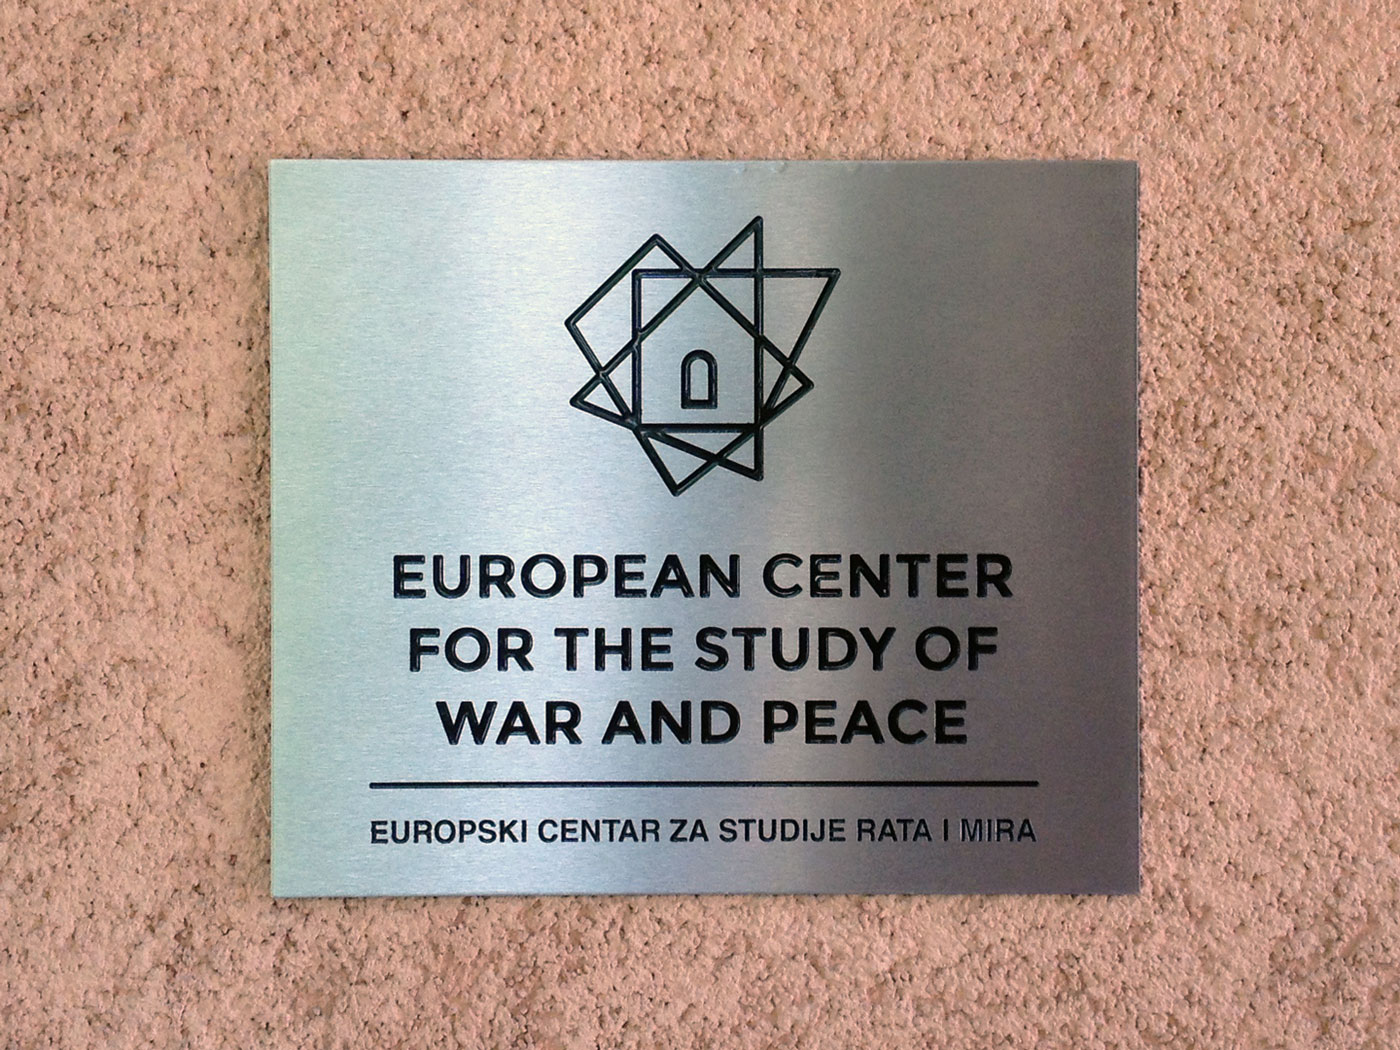 EUROPEAN CENTER
FOR THE STUDY OF
WAR AND PEACE
EUROPSKI CENTAR ZA STUDIJE RATA I MIRA